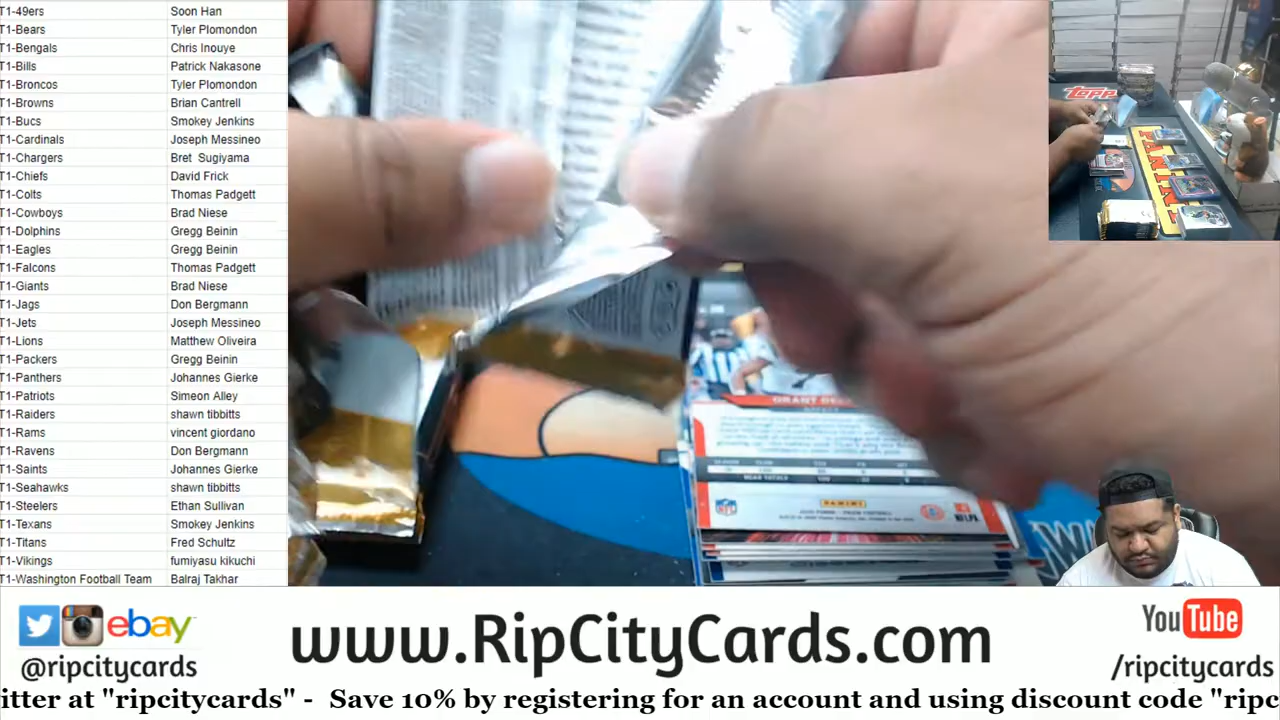 T1-49ers Soon Han
T1-Bears Tyler Plomondon
T1-Bengals Chris Inouye
T1-Bills Patrick Nakasone
T1-Broncos Tyler Plomondon
T1-Browns Brian Cantrell
T1-Bucs Smokey Jenkins
T1-Cardinals Joseph Messineo
T1-Chargers Bret Sugiyama
T1-Chiefs David Frick
T1-Colts Thomas Padgett
T1-Cowboys Brad Niese
T1-Dolphins Gregg Beinin
T1-Eagles Gregg Beinin
T1-Falcons Thomas Padgett
T1-Giants Brad Niese
T1-Jags Don Bergmann
T1-Jets Joseph Messineo
T1-Lions Matthew Oliveira
T1-Packers Gregg Beinin
T1-Panthers Johannes Gierke
T1-Patriots Simeon Alley
T1-Raiders shawn tibbitts
T1-Rams vincent giordano
T1-Ravens Don Bergmann
T1-Saints Johannes Gierke
T1-Seahawks shawn tibbitts
T1-Steelers Ethan Sullivan
T1-Texans Smokey Jenkins
T1-Titans Fred Schultz
T1-Vikings fumiyasu kikuchi
T1-Washington Football Team Balraj Takhar
topps
PANINI
GRANT
PANINI
NFL
NFLPA
ebay
@ripcitycards
www.RipCityCards.com
YouTube
/ripcitycards
itter at "ripcitycards" - Save 10% by registering for an account and using discount code "ripc